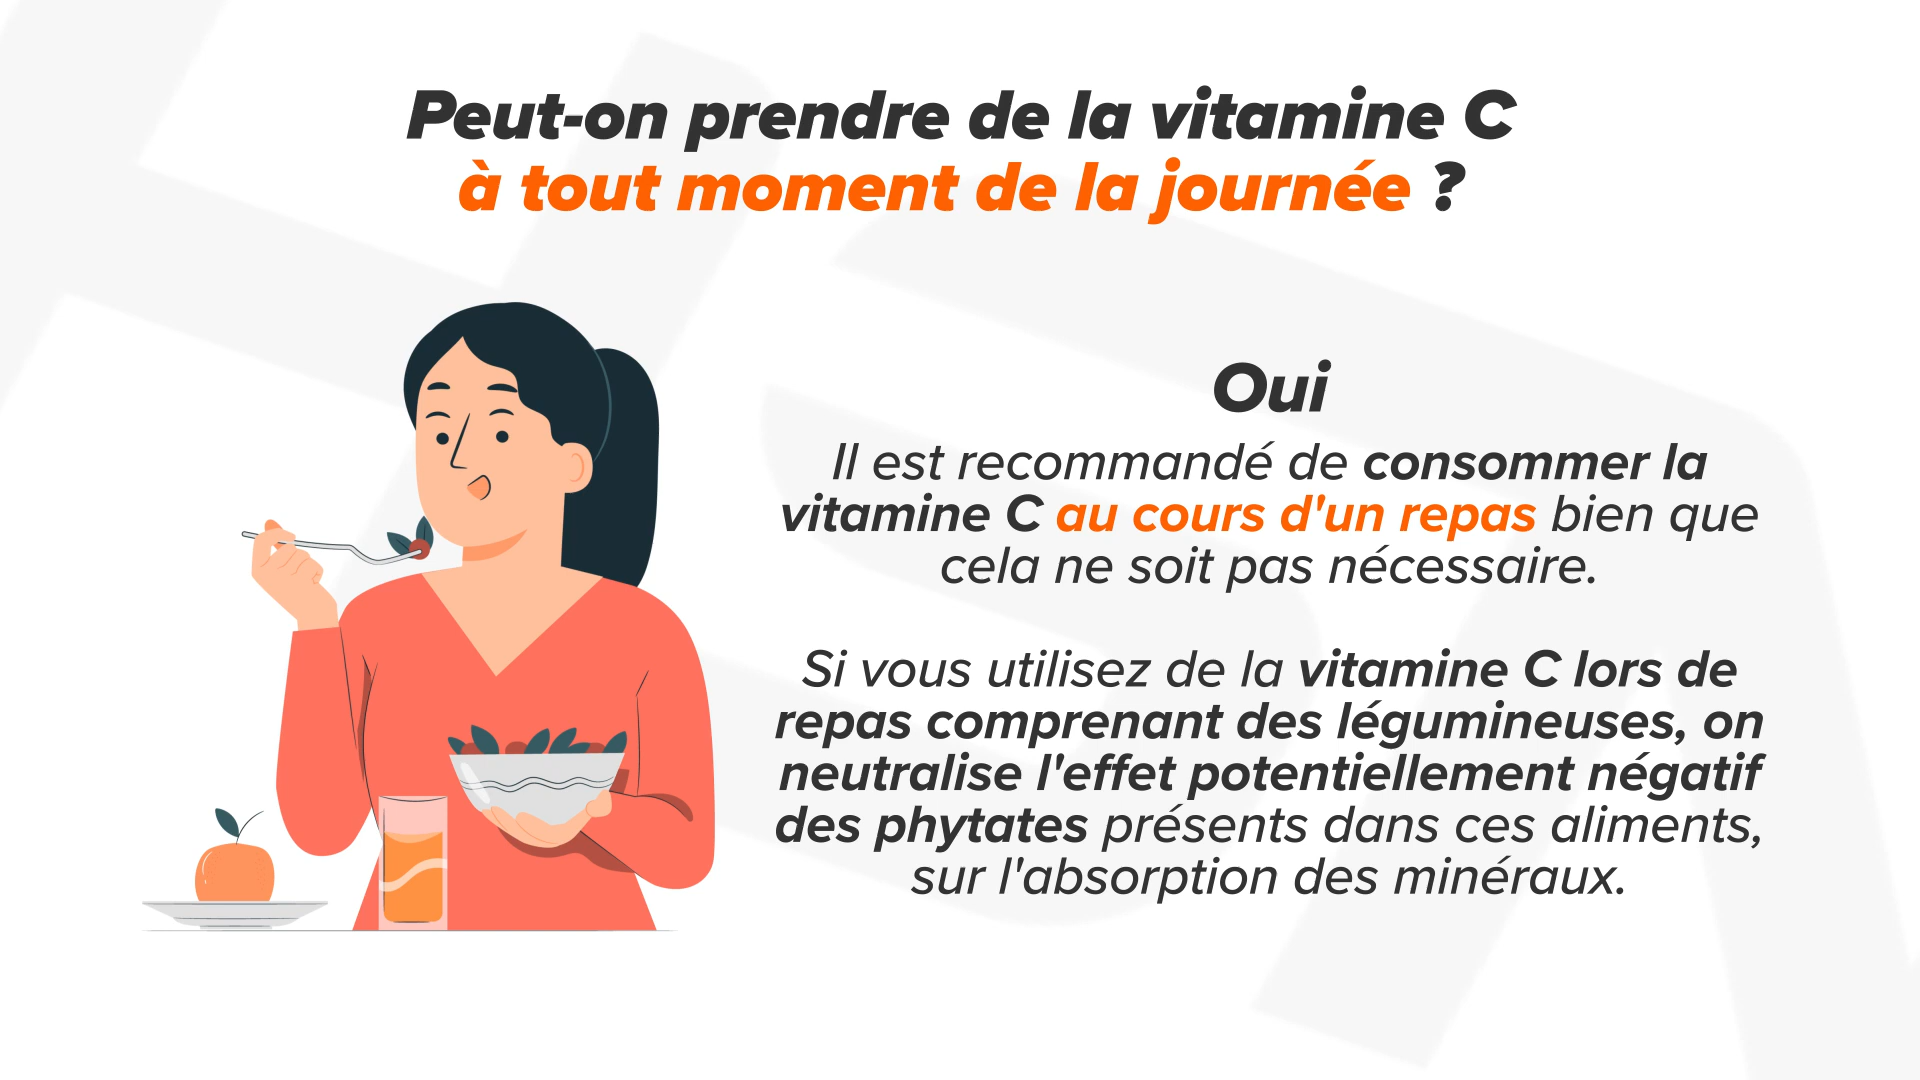 Peut-on prendre de la vitamine C
à tout moment de la journée ?
Oui
Il est recommandé de consommer la
vitamine C au cours d'un repas bien que
cela ne soit pas nécessaire.
Si vous utilisez de la vitamine C lors de
repas comprenant des légumineuses, on
neutralise l'effet potentiellement négatif
des phytates présents dans ces aliments,
sur l'absorption des minéraux.